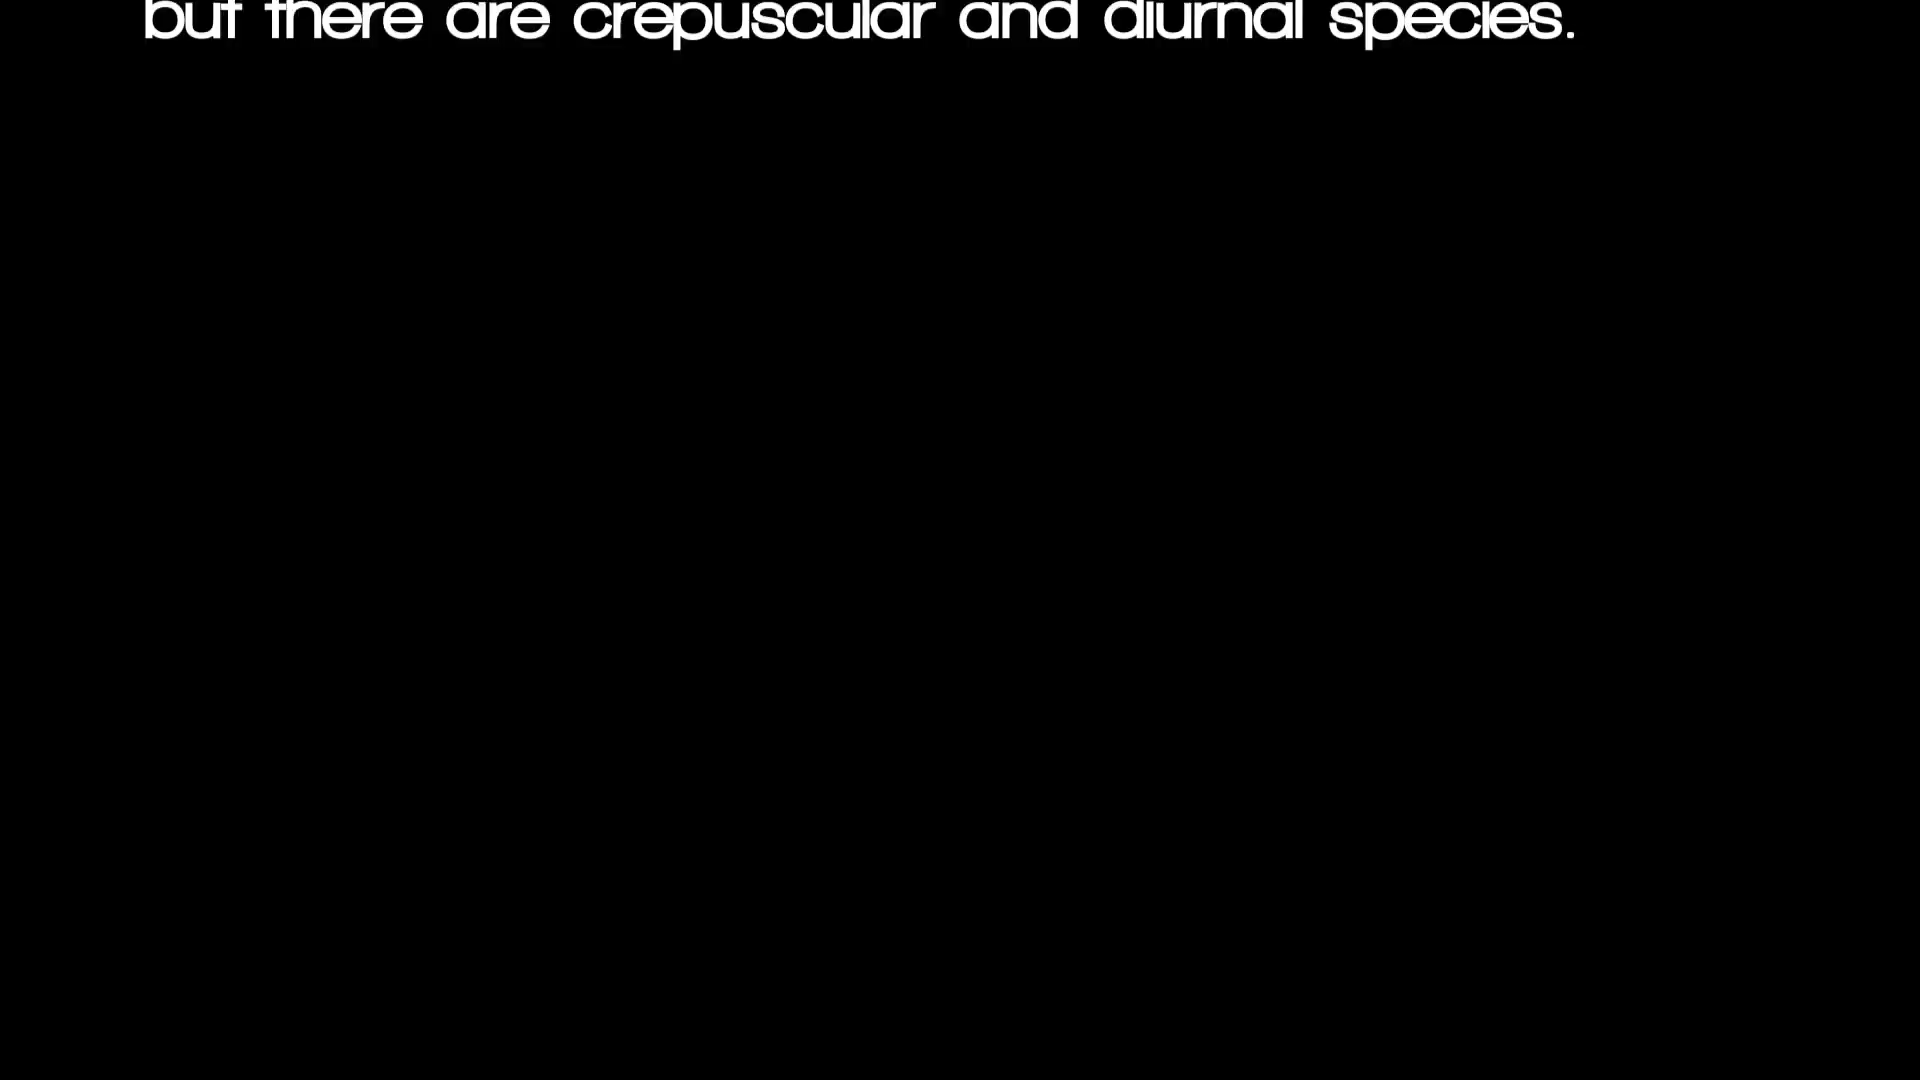 but there are crepuscular and diurnal species.